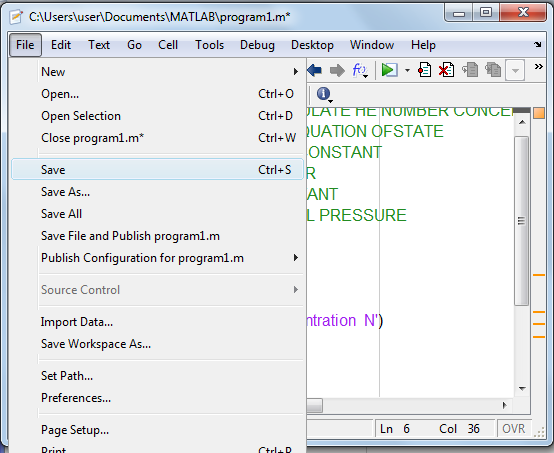 C:\Users\user\Documents\MATLAB\program1.m*
File Edit Text Go Cell Tools Debug Desktop Window Help
New
Open... Ctrl+O
Open Selection Ctrl+D
Close program1.m* Ctrl+W
Save Ctrl+S
Save As...
Save All
Save File and Publish program1.m
Publish Configuration for program1.m
Source Control
Import Data...
Save Workspace As...
Set Path...
Preferences...
Page Setup...
Print Ctrl+P
ULATE HE NUMBER CONCE
QUATION OFSTATE
CONSTANT
R
ANT
L PRESSURE
ntration N')
Ln 6 Col 36 OVR